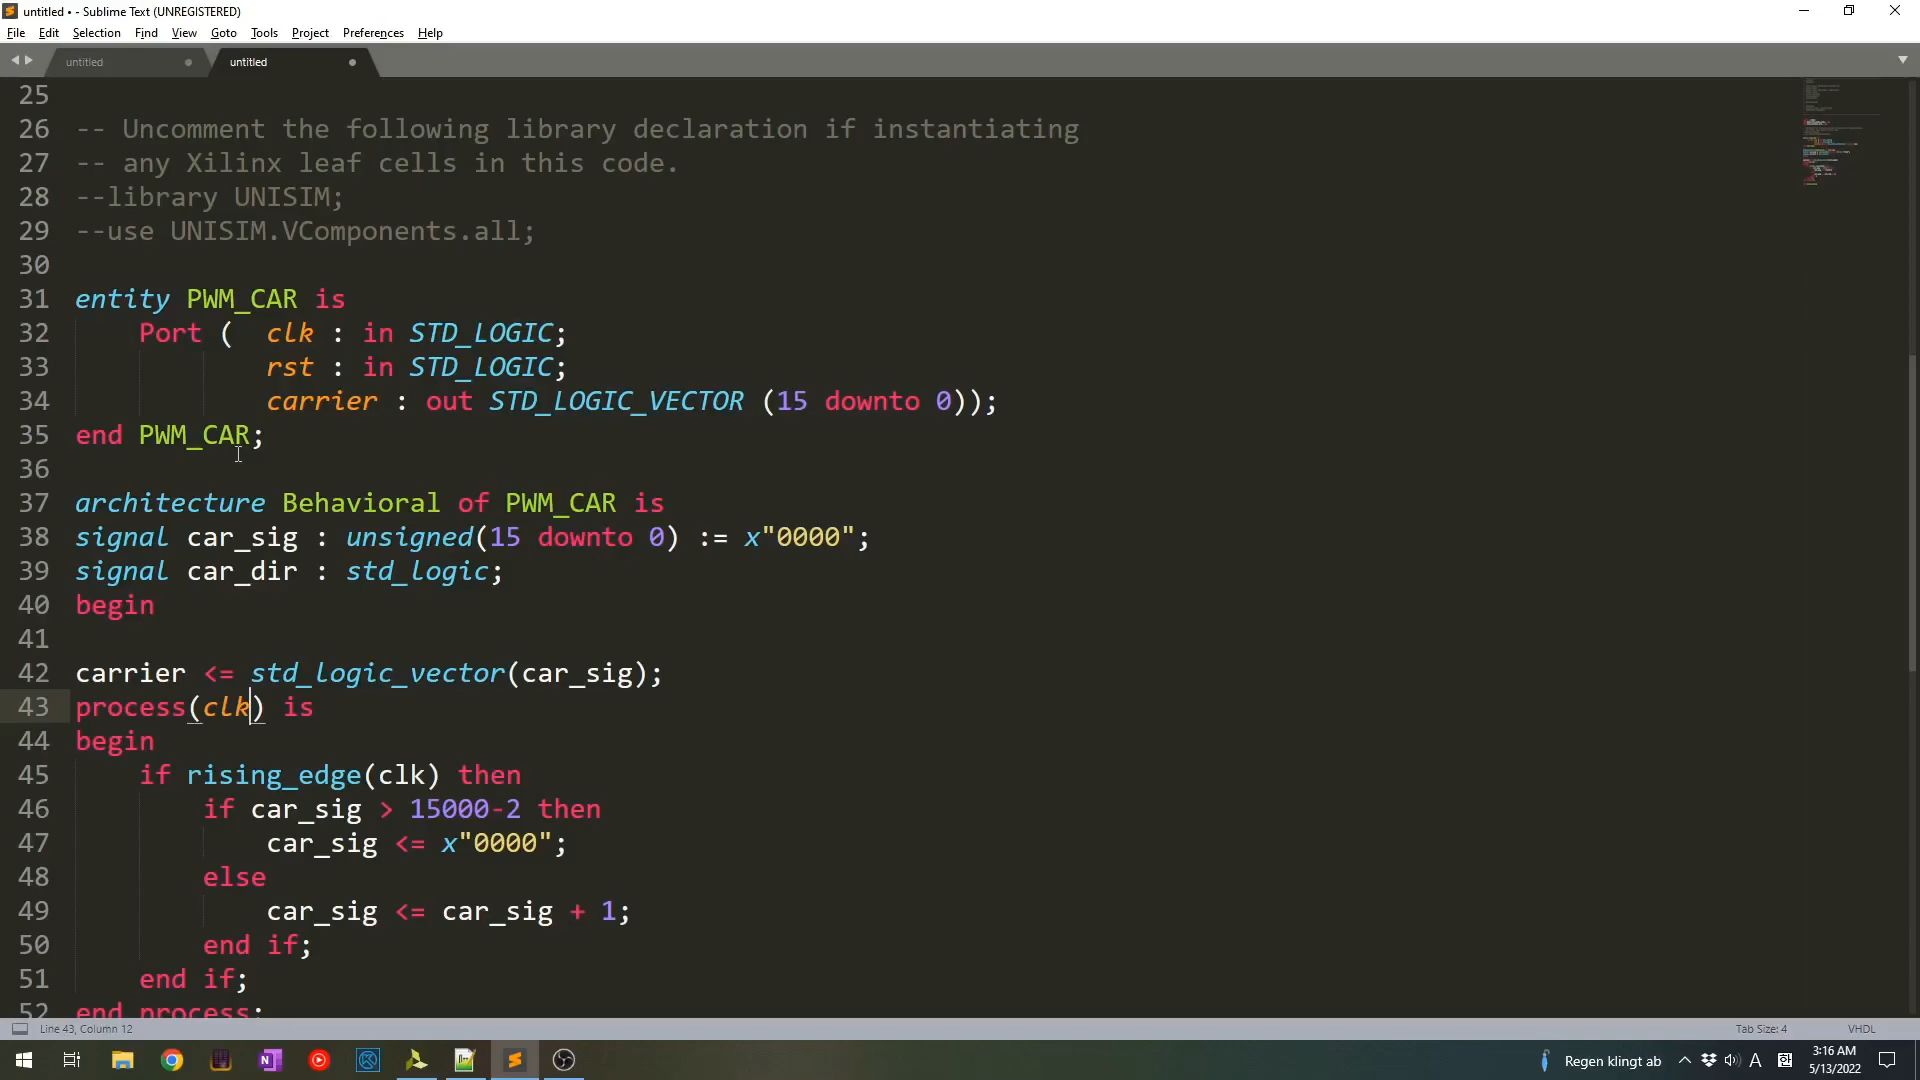 untitled • - Sublime Text (UNREGISTERED)
File Edit Selection Find View Goto Tools Project Preferences Help
untitled untitled
25
26 -- Uncomment the following library declaration if instantiating
27 -- any Xilinx leaf cells in this code.
28 --library UNISIM;
29 --use UNISIM.VComponents.all;
30
31 entity PWM_CAR is
32 Port ( clk : in STD_LOGIC;
33 rst : in STD_LOGIC;
34 carrier : out STD_LOGIC_VECTOR (15 downto 0));
35 end PWM_CAR;
36
37 architecture Behavioral of PWM_CAR is
38 signal car_sig : unsigned(15 downto 0) := x"0000";
39 signal car_dir : std_logic;
40 begin
41
42 carrier <= std_logic_vector(car_sig);
43 process(clk) is
44 begin
45 if rising_edge(clk) then
46 if car_sig > 15000-2 then
47 car_sig <= x"0000";
48 else
49 car_sig <= car_sig + 1;
50 end if;
51 end if;
52 end process;
Line 43, Column 12 Tab Size: 4 VHDL
Regen klingt ab A 3:16 AM
5/13/2022